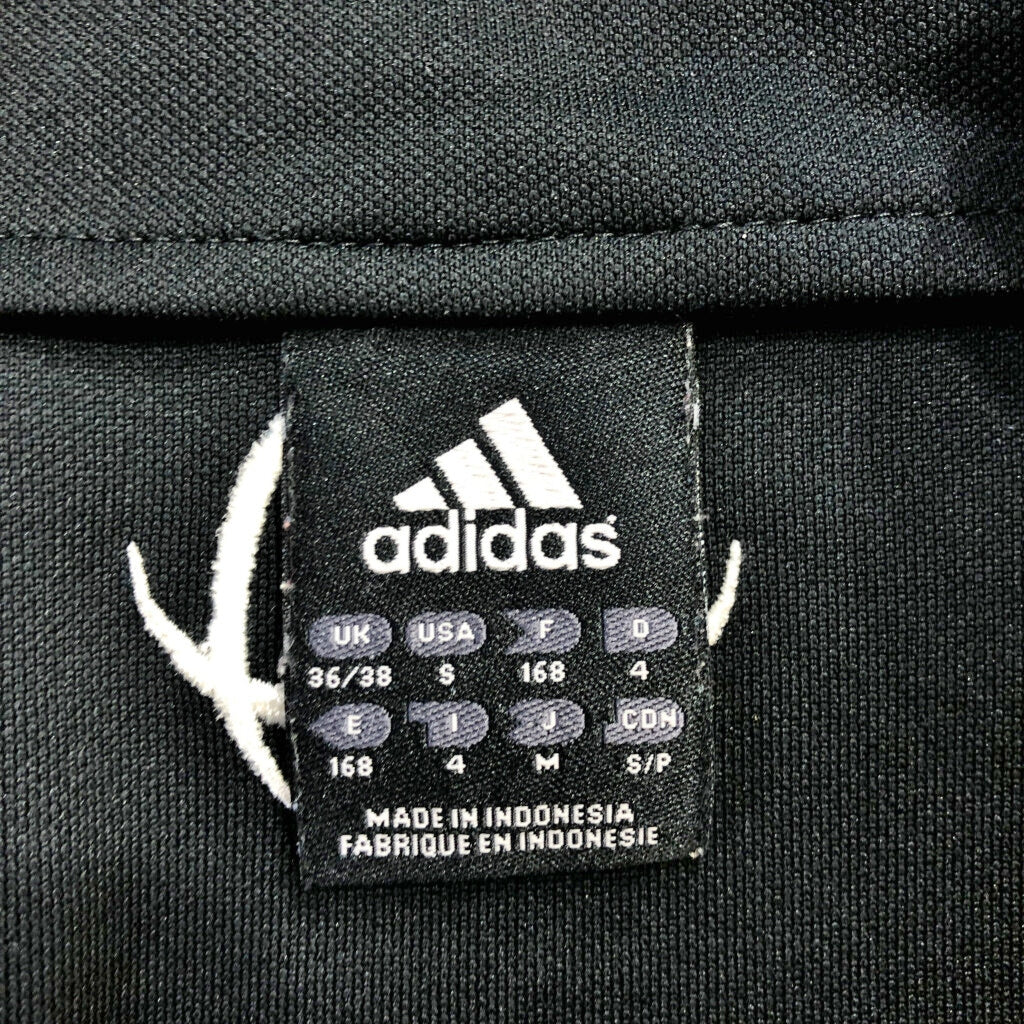 adidas
UK USA F D
36/38 S 168 4
E I J CDN
168 4 M S/P
MADE IN INDONESIA
FABRIQUE EN INDONESIE